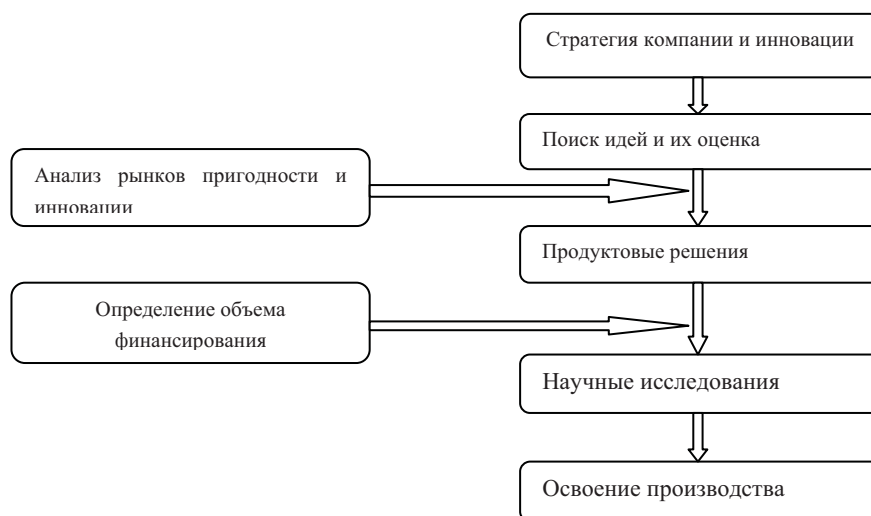 Стратегия компании и инновации
Поиск идей и их оценка
Анализ рынков пригодности и
инновации
Продуктовые решения
Определение объема
финансирования
Научные исследования
Освоение производства